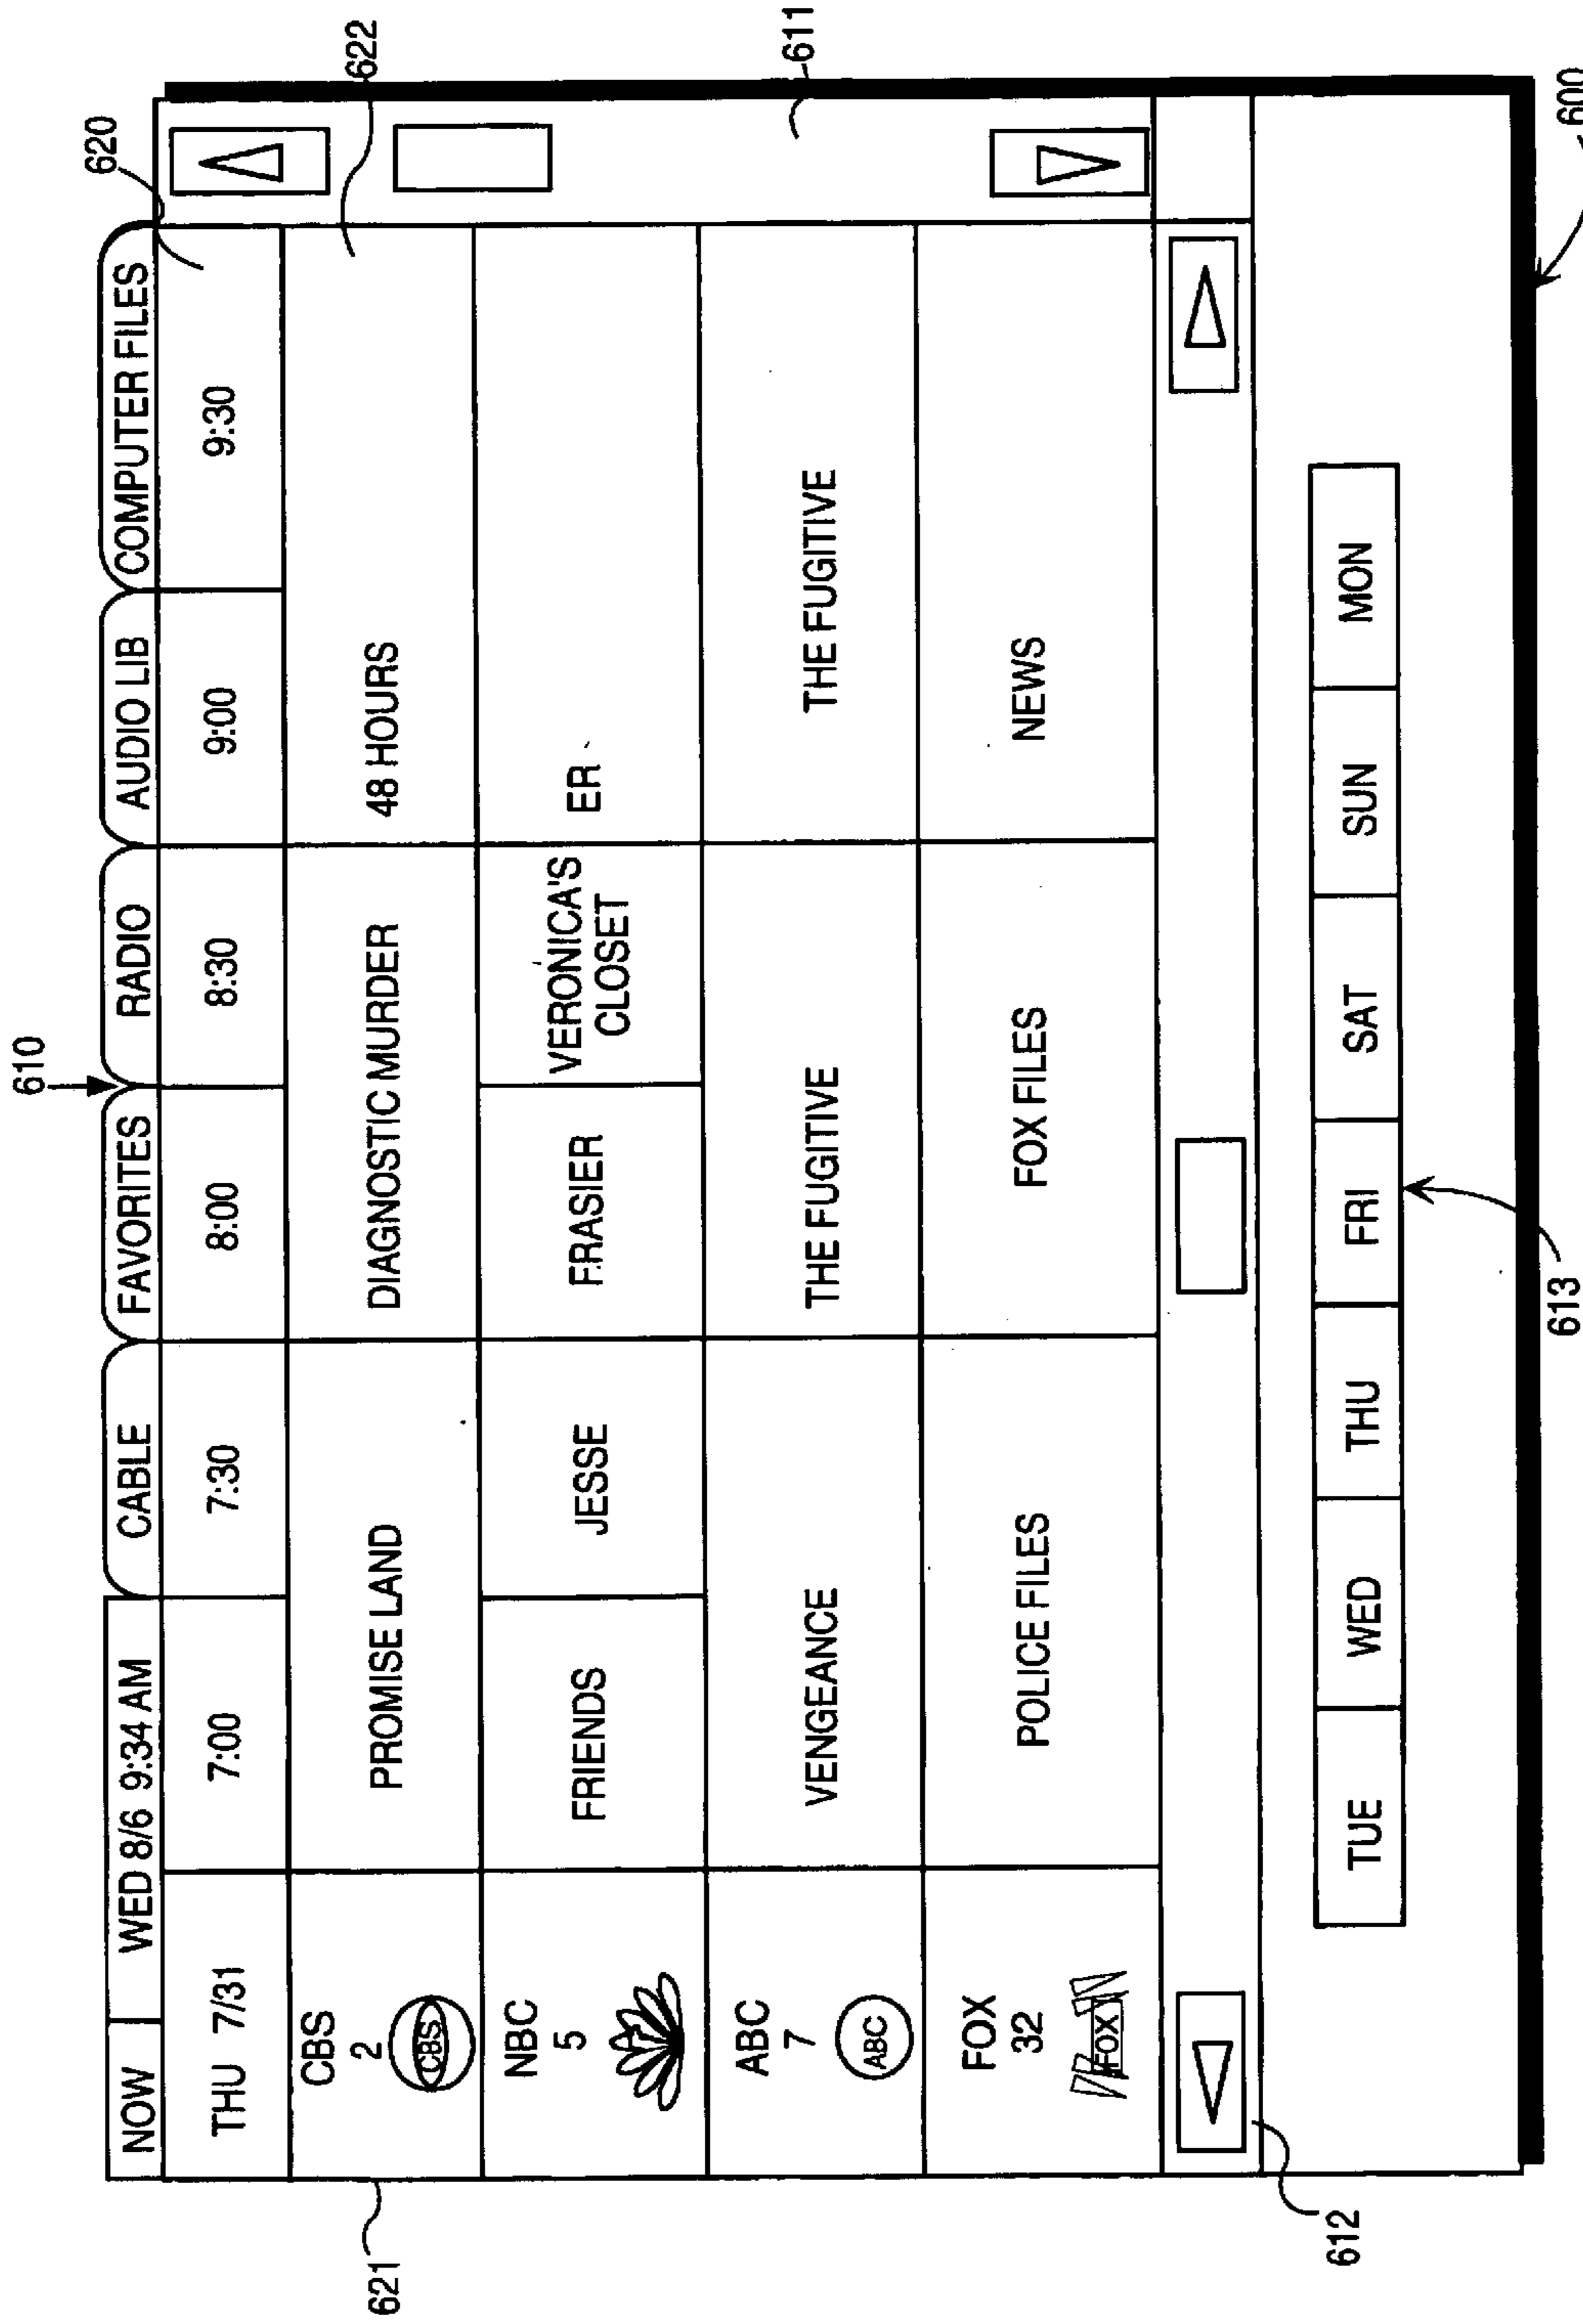 610
620
622
611
NOW
WED 8/6 9:34 AM
CABLE
FAVORITES
RADIO
AUDIO LIB
COMPUTER FILES
THU 7/31
7:00
7:30
8:00
8:30
9:00
9:30
621
CBS
2
CBS
PROMISE LAND
DIAGNOSTIC MURDER
48 HOURS
NBC
5
FRIENDS
JESSE
FRASIER
VERONICA'S
CLOSET
ER
ABC
7
ABC
VENGEANCE
THE FUGITIVE
THE FUGITIVE
FOX
32
FOX
POLICE FILES
FOX FILES
NEWS
612
TUE
WED
THU
FRI
SAT
SUN
MON
613
600